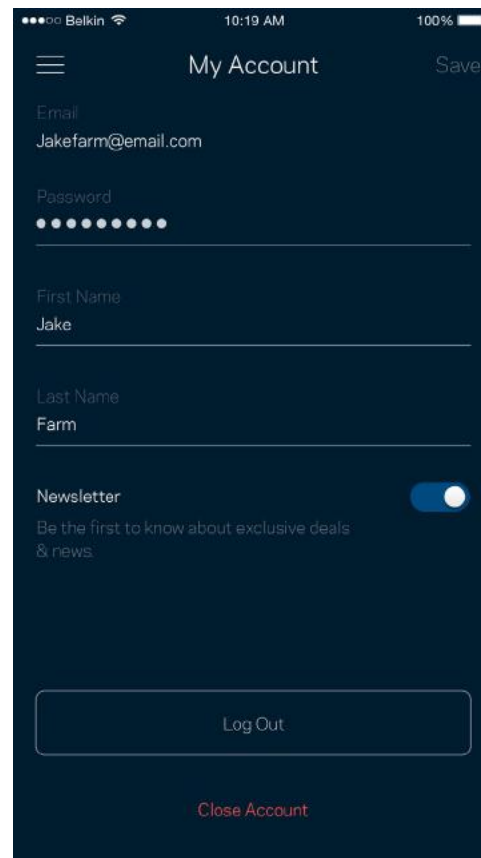 Belkin 10:19 AM 100%
My Account Save
Email
Jakefarm@email.com
Password
●●●●●●●●●
First Name
Jake
Last Name
Farm
Newsletter
Be the first to know about exclusive deals
& news.
Log Out
Close Account